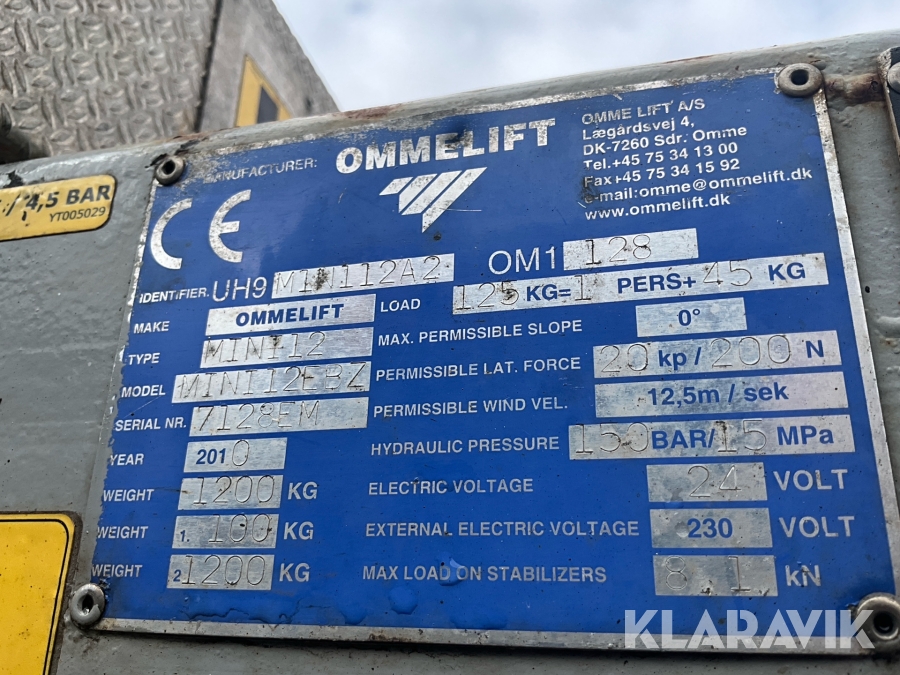 4,5 BAR
YT005029
MANUFACTURER: OMMELIFT
OMME LIFT A/S
Lægårdsvej 4,
DK-7260 Sdr. Omme
Tel.+45 75 34 13 00
Fax+45 75 34 15 92
e-mail:omme@ommelift.dk
www.ommelift.dk
CE
IDENTIFIER. UH9 MINI12A2 OM1 128
MAKE OMMELIFT LOAD 125 KG=1 PERS+ 45 KG
TYPE MINI12 MAX. PERMISSIBLE SLOPE 0°
MODEL MINI12EBZ PERMISSIBLE LAT. FORCE 20 kp/ 200 N
SERIAL NR. 7128EM PERMISSIBLE WIND VEL. 12,5m / sek
YEAR 2010 HYDRAULIC PRESSURE 150 BAR/ 15 MPa
WEIGHT 1200 KG ELECTRIC VOLTAGE 24 VOLT
WEIGHT 1. 100 KG EXTERNAL ELECTRIC VOLTAGE 230 VOLT
WEIGHT 2 1200 KG MAX LOAD ON STABILIZERS 8,1 kN
KLARAVIK